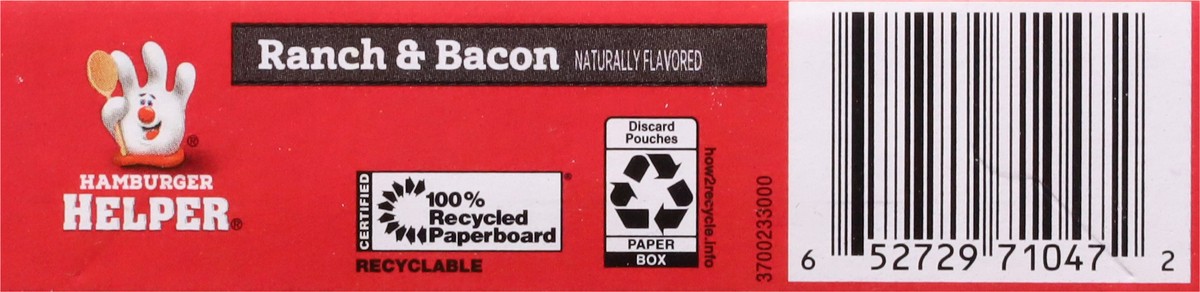 Ranch & Bacon NATURALLY FLAVORED
HAMBURGER
HELPER®
CERTIFIED
100%
Recycled
Paperboard
RECYCLABLE
Discard
Pouches
PAPER
BOX
how2recycle.info
3700233000
6 52729 71047 2